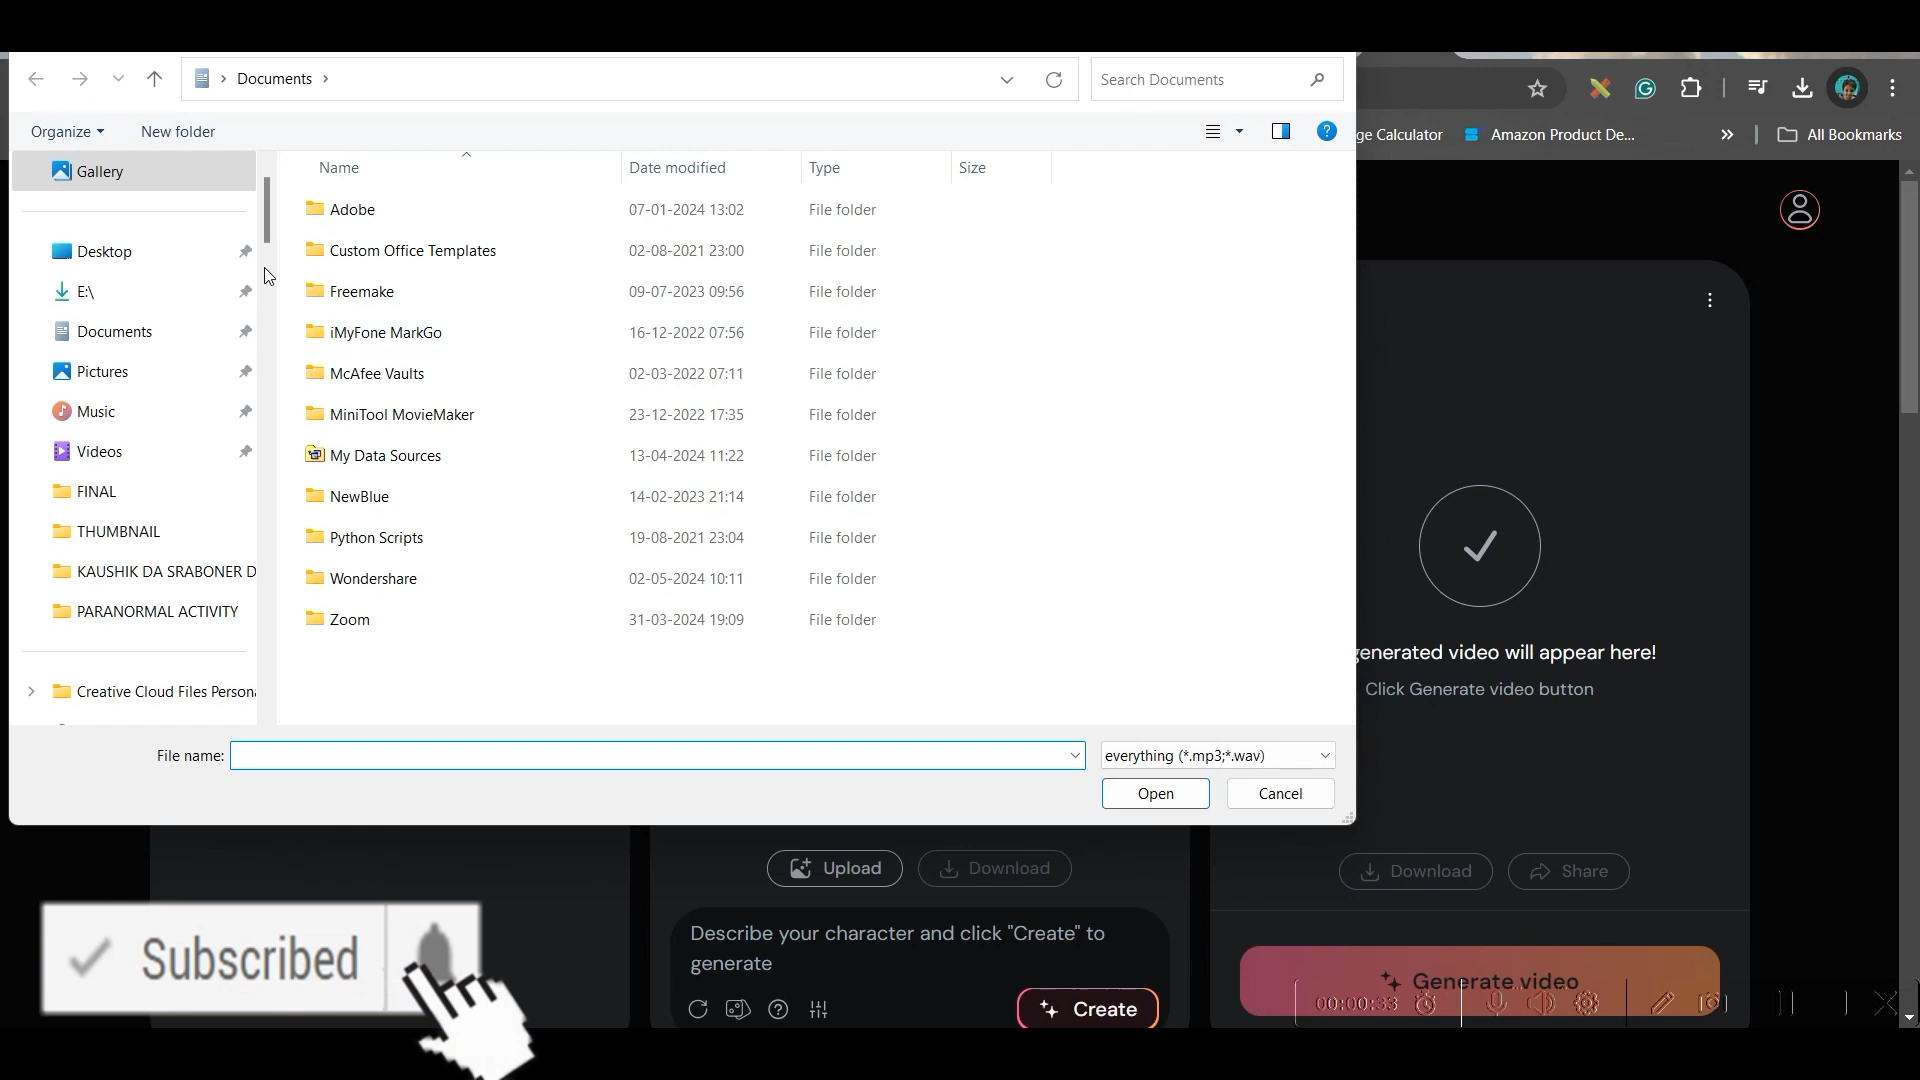 Documents
Search Documents
Organize
New folder
ge Calculator
Amazon Product De...
All Bookmarks
Gallery
Name
Date modified
Type
Size
Adobe
07-01-2024 13:02
File folder
Desktop
Custom Office Templates
02-08-2021 23:00
File folder
E:\
Freemake
09-07-2023 09:56
File folder
Documents
iMyFone MarkGo
16-12-2022 07:56
File folder
Pictures
McAfee Vaults
02-03-2022 07:11
File folder
Music
MiniTool MovieMaker
23-12-2022 17:35
File folder
Videos
My Data Sources
13-04-2024 11:22
File folder
FINAL
NewBlue
14-02-2023 21:14
File folder
THUMBNAIL
Python Scripts
19-08-2021 23:04
File folder
KAUSHIK DA SRABONER D
Wondershare
02-05-2024 10:11
File folder
PARANORMAL ACTIVITY
Zoom
31-03-2024 19:09
File folder
Creative Cloud Files Persona
generated video will appear here!
Click Generate video button
File name:
everything (*.mp3;*.wav)
Open
Cancel
Upload
Download
Download
Share
Describe your character and click "Create" to
generate
Create
Generate video
00:00:33
Subscribed